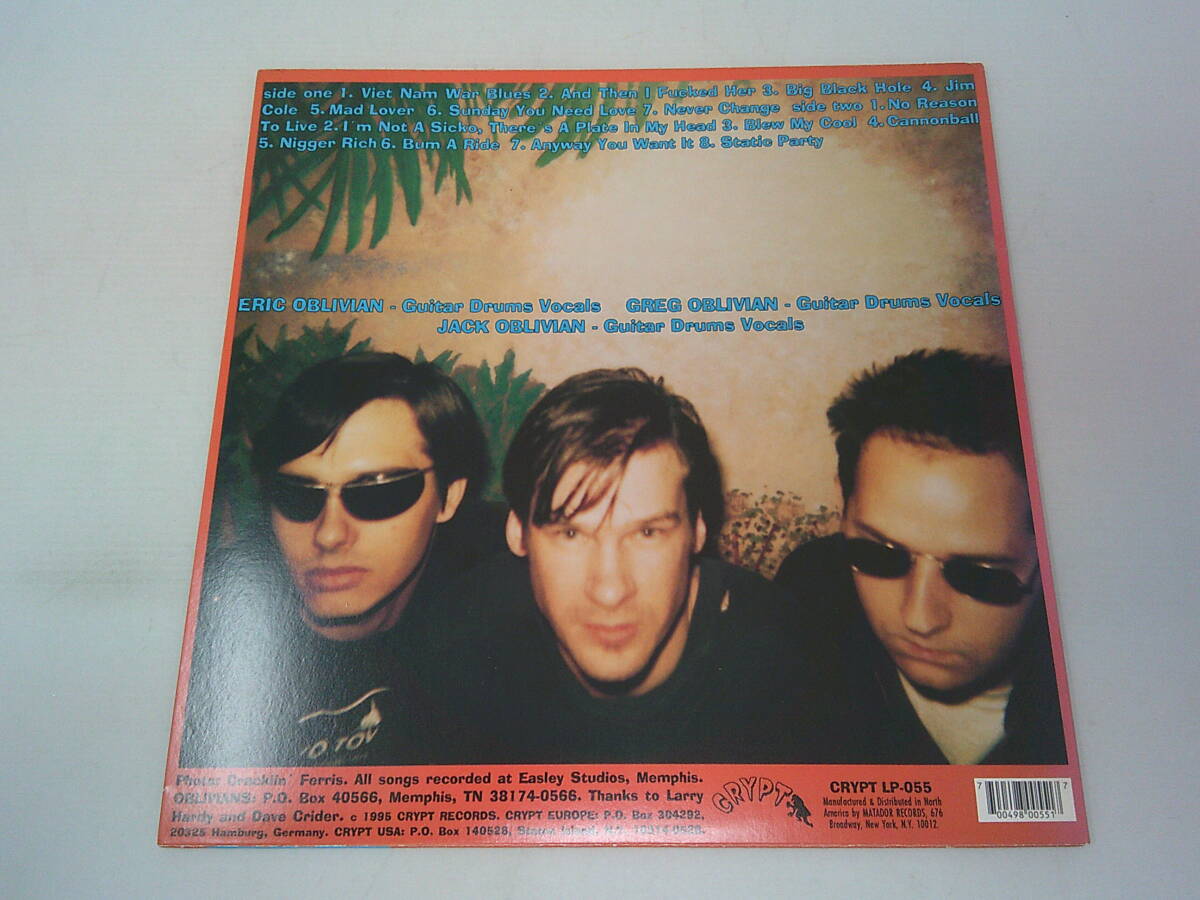 side one 1. Viet Nam War Blues 2. And Then I Fucked Her 3. Big Black Hole 4. Jim
Cole 5. Mad Lover 6. Sunday You Need Love 7. Never Change side two 1. No Reason
To Live 2. I'm Not A Sicko, There's A Plate In My Head 3. Blew My Cool 4. Cannonball
5. Nigger Rich 6. Bum A Ride 7. Anyway You Want It 8. Static Party
ERIC OBLIVIAN - Guitar Drums Vocals GREG OBLIVIAN - Guitar Drums Vocals
JACK OBLIVIAN - Guitar Drums Vocals
O TOV
Photo: Cracklin' Ferris. All songs recorded at Easley Studios, Memphis.
OBLIVIANS: P.O. Box 40566, Memphis, TN 38174-0566. Thanks to Larry
Hardy and Dave Crider. c 1995 CRYPT RECORDS. CRYPT EUROPE: P.O. Box 304292,
20325 Hamburg, Germany. CRYPT USA: P.O. Box 140528, Staten Island, N.Y. 10314-0528.
CRYPT
CRYPT LP-055
Manufactured & Distributed in North
America by MATADOR RECORDS, 676
Broadway, New York, N.Y. 10012
7 00498 00551 7